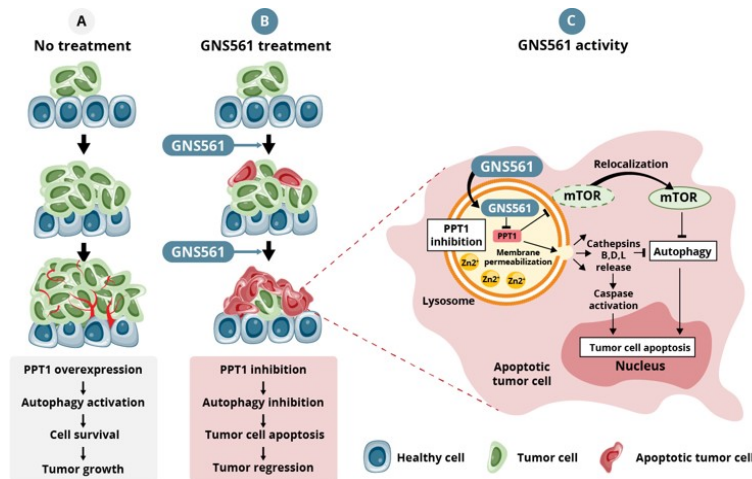 A
No treatment
PPT1 overexpression
Autophagy activation
Cell survival
Tumor growth
B
GNS561 treatment
GNS561
GNS561
PPT1 inhibition
Autophagy inhibition
Tumor cell apoptosis
Tumor regression
C
GNS561 activity
GNS561
Relocalization
mTOR
mTOR
GNS561
PPT1
inhibition
PPT1
Membrane
permeabilization
Zn2+
Zn2+
Zn2+
Lysosome
Cathepsins
B,D,L
release
Autophagy
Caspase
activation
Tumor cell apoptosis
Nucleus
Apoptotic
tumor cell
Healthy cell
Tumor cell
Apoptotic tumor cell